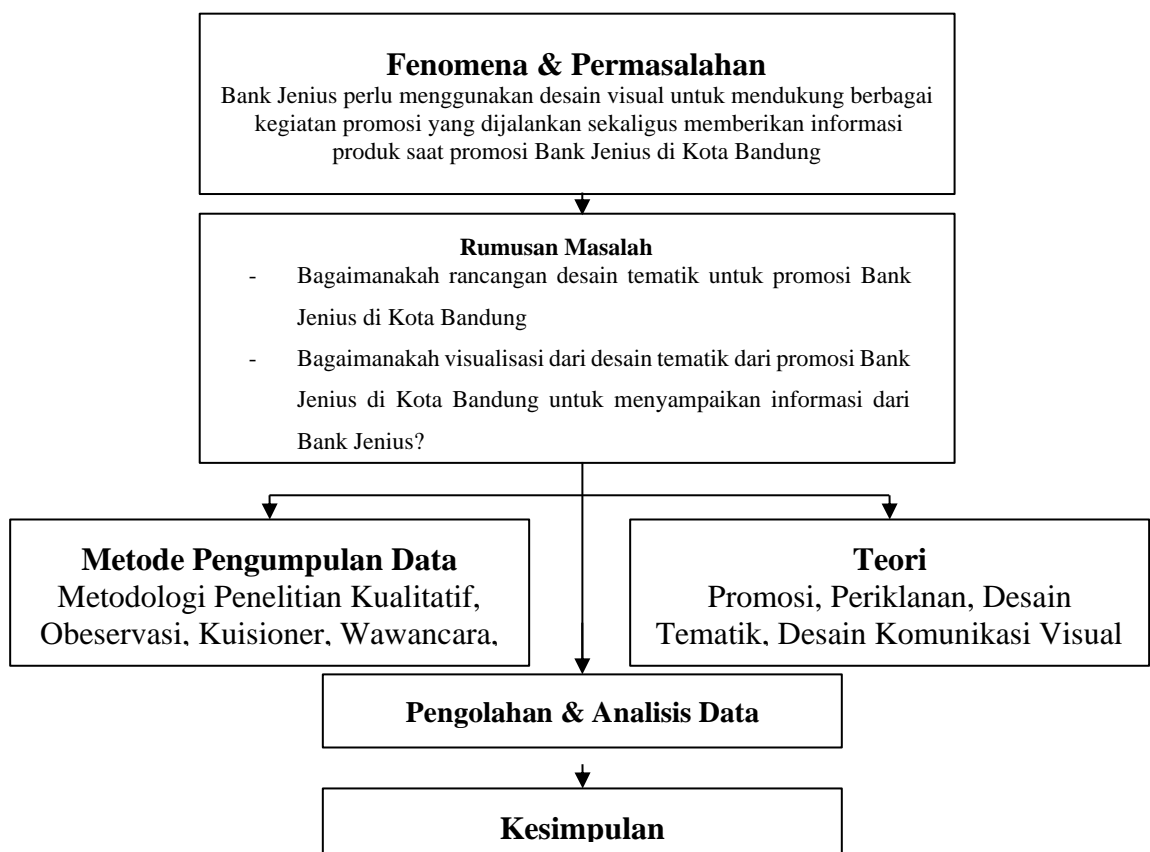 Fenomena & Permasalahan
Bank Jenius perlu menggunakan desain visual untuk mendukung berbagai
kegiatan promosi yang dijalankan sekaligus memberikan informasi
produk saat promosi Bank Jenius di Kota Bandung
Rumusan Masalah
- Bagaimanakah rancangan desain tematik untuk promosi Bank
Jenius di Kota Bandung
- Bagaimanakah visualisasi dari desain tematik dari promosi Bank
Jenius di Kota Bandung untuk menyampaikan informasi dari
Bank Jenius?
Metode Pengumpulan Data
Metodologi Penelitian Kualitatif,
Obeservasi, Kuisioner, Wawancara,
Teori
Promosi, Periklanan, Desain
Tematik, Desain Komunikasi Visual
Pengolahan & Analisis Data
Kesimpulan